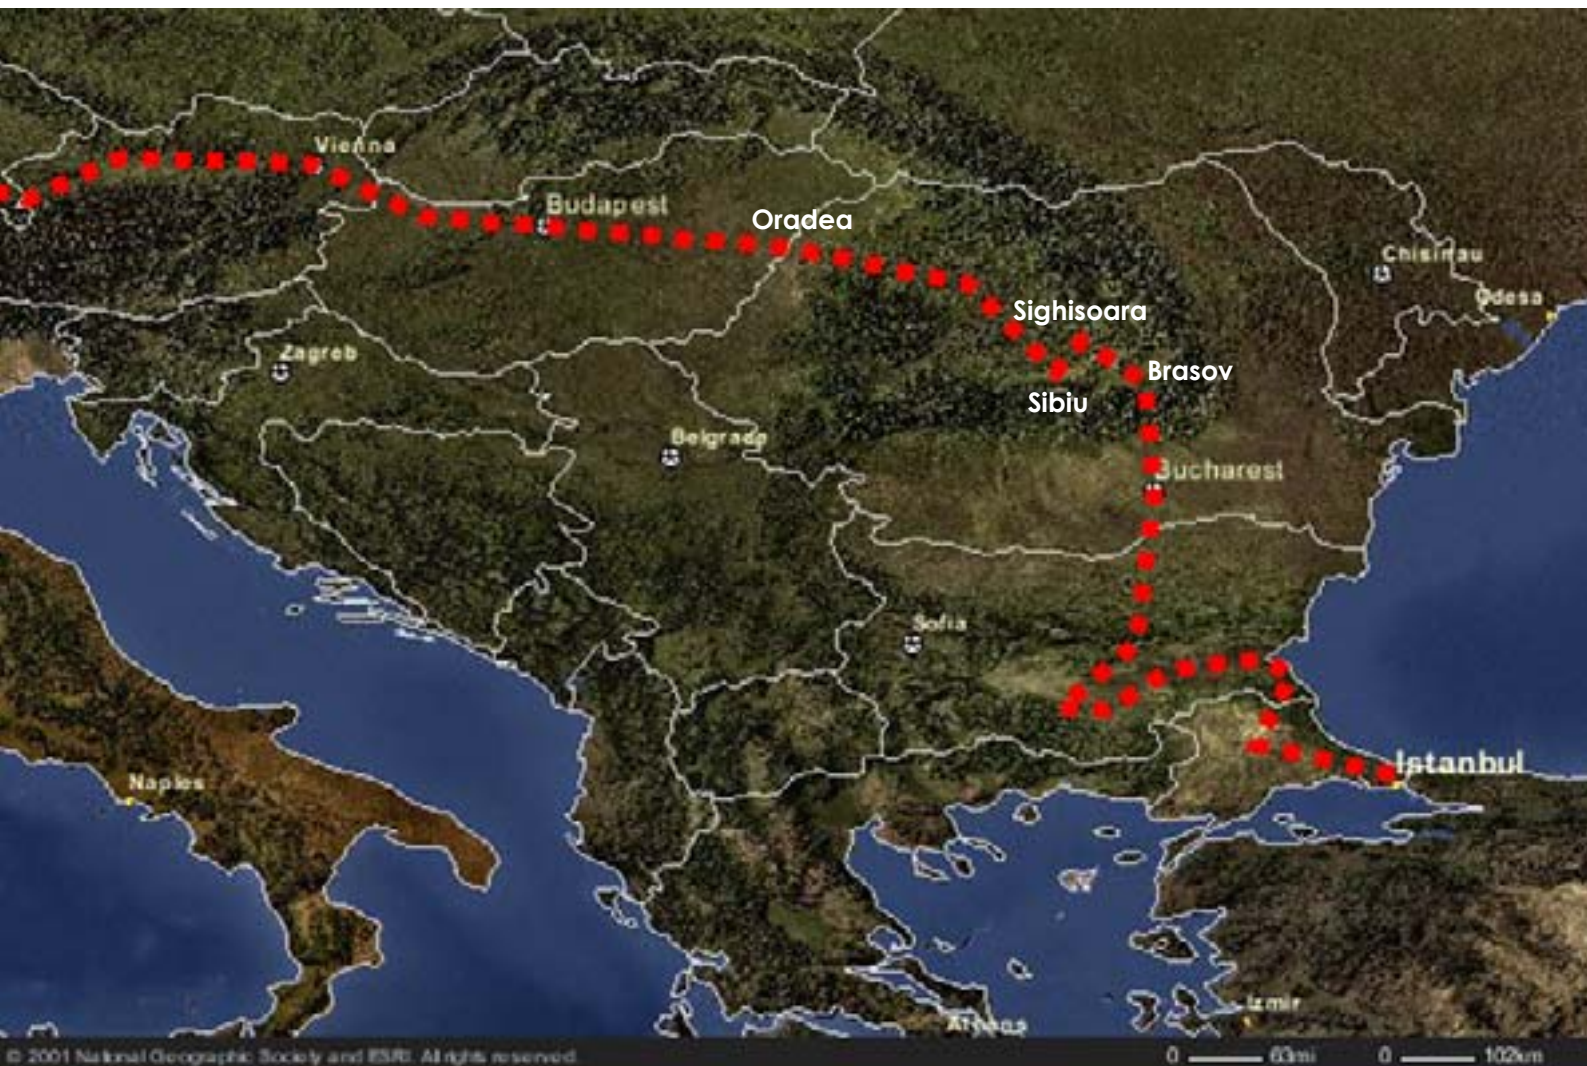 Vienna
Budapest
Oradea
Chisinau
Odesa
Sighisoara
Zagreb
Brasov
Sibiu
Belgrade
Bucharest
Sofia
Istanbul
Naples
Izmir
© 2001 National Geographic Society and ESRI. All rights reserved.
0 63mi 0 102km